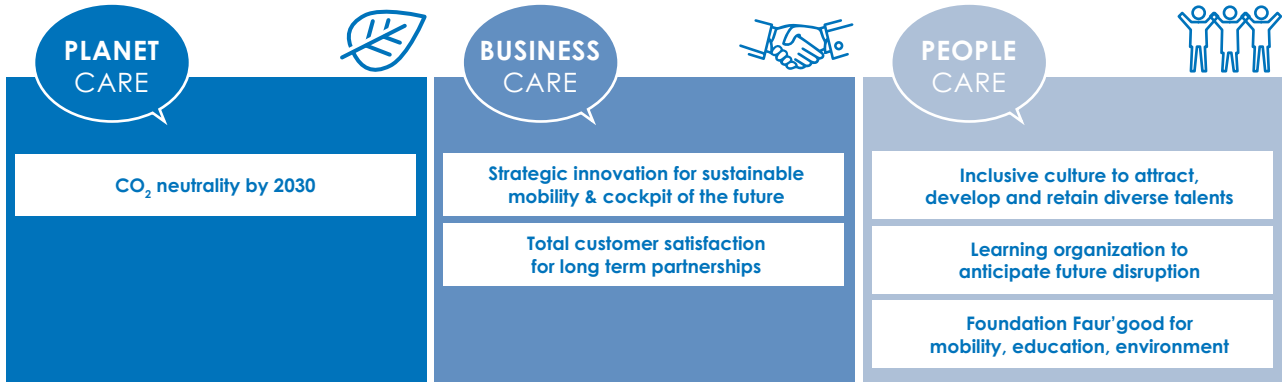 PLANET
CARE
CO₂ neutrality by 2030
BUSINESS
CARE
Strategic innovation for sustainable
mobility & cockpit of the future
Total customer satisfaction
for long term partnerships
PEOPLE
CARE
Inclusive culture to attract,
develop and retain diverse talents
Learning organization to
anticipate future disruption
Foundation Faur’good for
mobility, education, environment